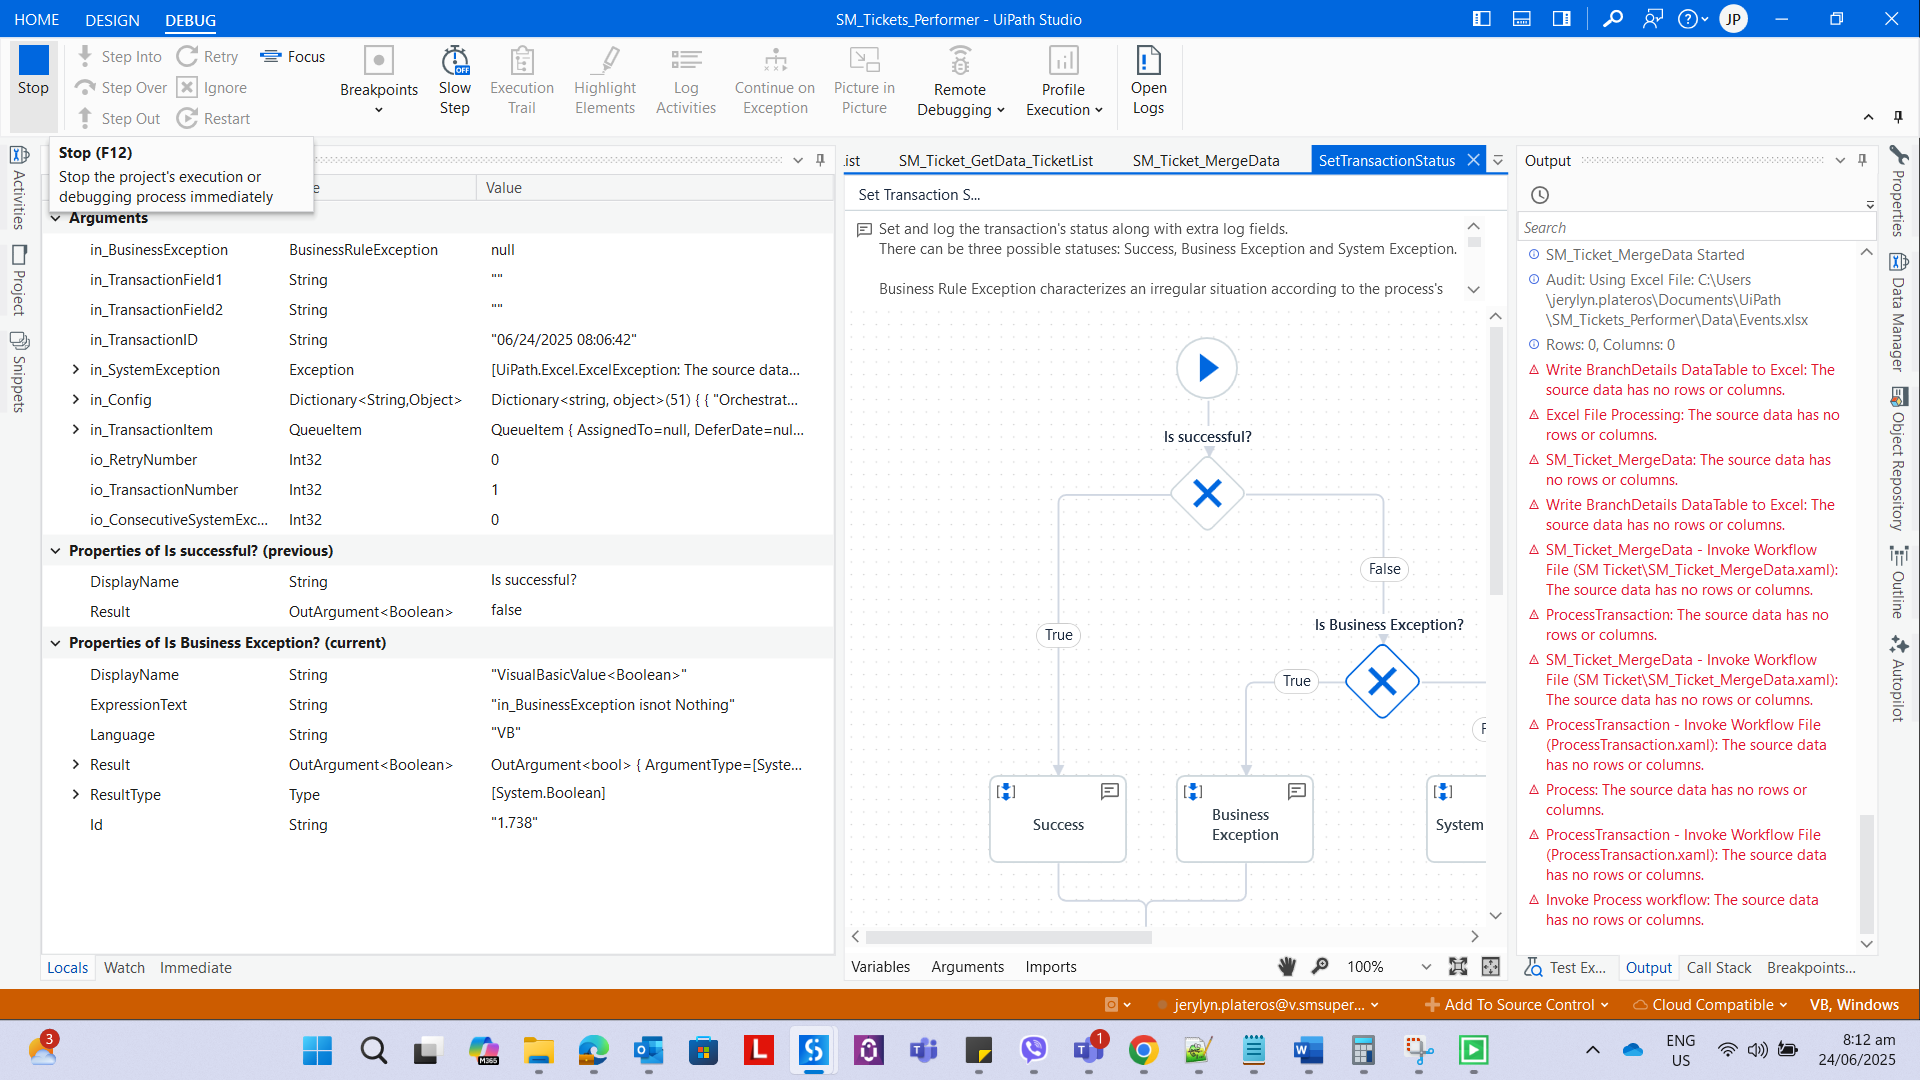 HOME
DESIGN
DEBUG
SM_Tickets_Performer - UiPath Studio
JP
Stop
Step Into
Step Over
Step Out
Retry
Ignore
Restart
Focus
Breakpoints
Slow
Step
OFF
Execution
Trail
Highlight
Elements
Log
Activities
Continue on
Exception
Picture in
Picture
Remote
Debugging
Profile
Execution
Open
Logs
Stop (F12)
Stop the project's execution or
debugging process immediately
Activities
Project
Snippets
Value
Arguments
in_BusinessException BusinessRuleException null
in_TransactionField1 String ""
in_TransactionField2 String ""
in_TransactionID String "06/24/2025 08:06:42"
in_SystemException Exception [UiPath.Excel.ExcelException: The source data...
in_Config Dictionary<String,Object> Dictionary<string, object>(51) { { "Orchestrat...
in_TransactionItem QueueItem QueueItem { AssignedTo=null, DeferDate=nul...
io_RetryNumber Int32 0
io_TransactionNumber Int32 1
io_ConsecutiveSystemExc... Int32 0
Properties of Is successful? (previous)
DisplayName String Is successful?
Result OutArgument<Boolean> false
Properties of Is Business Exception? (current)
DisplayName String "VisualBasicValue<Boolean>"
ExpressionText String "in_BusinessException isnot Nothing"
Language String "VB"
Result OutArgument<Boolean> OutArgument<bool> { ArgumentType=[Syste...
ResultType Type [System.Boolean]
Id String "1.738"
Locals Watch Immediate
SM_Ticket_GetData_TicketList
SM_Ticket_MergeData
SetTransactionStatus
Set Transaction S...
Set and log the transaction's status along with extra log fields.
There can be three possible statuses: Success, Business Exception and System Exception.
Business Rule Exception characterizes an irregular situation according to the process's
Is successful?
False
True
Is Business Exception?
True
Success
Business
Exception
System
Variables Arguments Imports
100%
Output
Search
SM_Ticket_MergeData Started
Audit: Using Excel File: C:\Users
\jerylyn.plateros\Documents\UiPath
\SM_Tickets_Performer\Data\Events.xlsx
Rows: 0, Columns: 0
Write BranchDetails DataTable to Excel: The
source data has no rows or columns.
Excel File Processing: The source data has no
rows or columns.
SM_Ticket_MergeData: The source data has
no rows or columns.
Write BranchDetails DataTable to Excel: The
source data has no rows or columns.
SM_Ticket_MergeData - Invoke Workflow
File (SM Ticket\SM_Ticket_MergeData.xaml):
The source data has no rows or columns.
ProcessTransaction: The source data has no
rows or columns.
SM_Ticket_MergeData - Invoke Workflow
File (SM Ticket\SM_Ticket_MergeData.xaml):
The source data has no rows or columns.
ProcessTransaction - Invoke Workflow File
(ProcessTransaction.xaml): The source data
has no rows or columns.
Process: The source data has no rows or
columns.
ProcessTransaction - Invoke Workflow File
(ProcessTransaction.xaml): The source data
has no rows or columns.
Invoke Process workflow: The source data
has no rows or columns.
Test Ex... Output Call Stack Breakpoints...
Properties
Data Manager
Object Repository
Outline
Autopilot
jerylyn.plateros@v.smsuper...
Add To Source Control
Cloud Compatible
VB, Windows
3
M365
L
1
ENG
US
8:12 am
24/06/2025